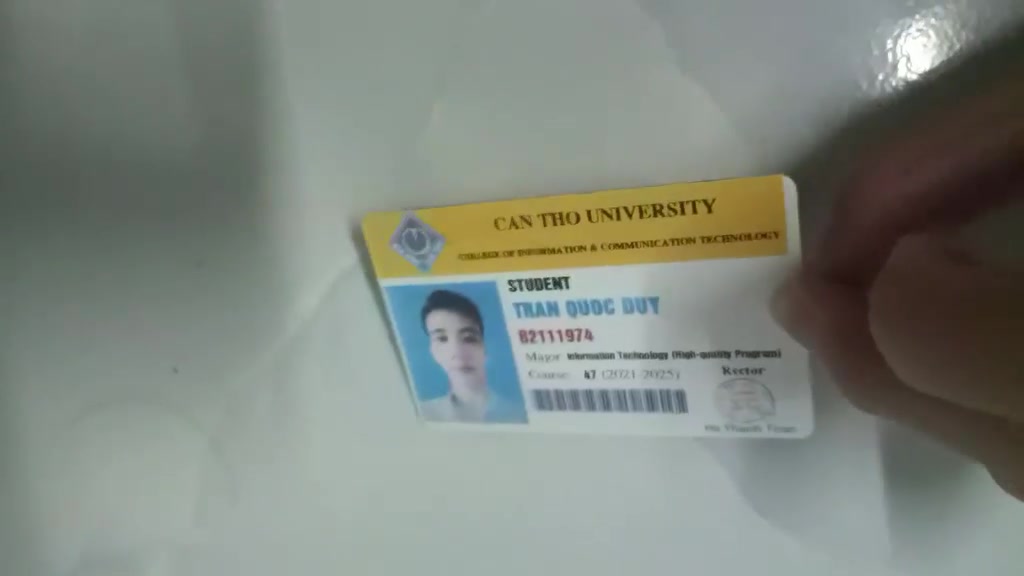 CAN THO UNIVERSITY
COLLEGE OF INFORMATION & COMMUNICATION TECHNOLOGY
STUDENT
TRAN QUOC DUY
B2111974
Major Information Technology (High-quality Program)
Course 47 (2021-2025)
Rector
Ha Thanh Toan